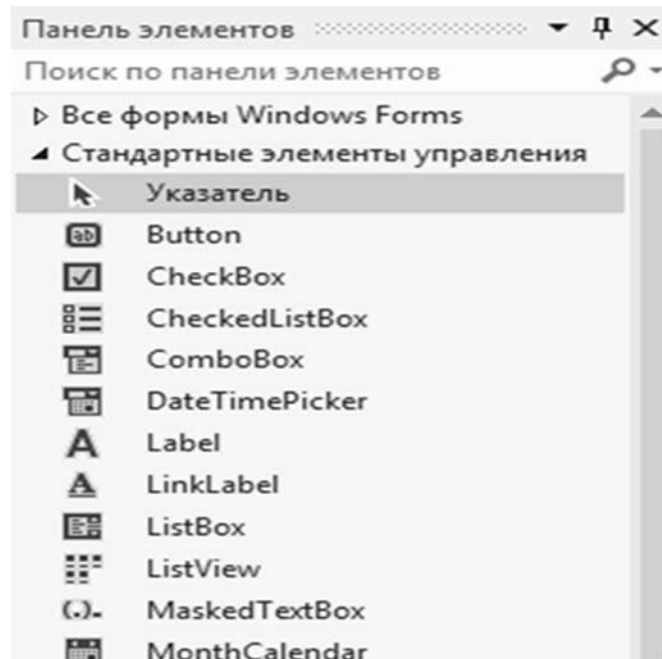 Панель элементов
Поиск по панели элементов
Все формы Windows Forms
Стандартные элементы управления
Указатель
Button
CheckBox
CheckedListBox
ComboBox
DateTimePicker
Label
LinkLabel
ListBox
ListView
MaskedTextBox
MonthCalendar